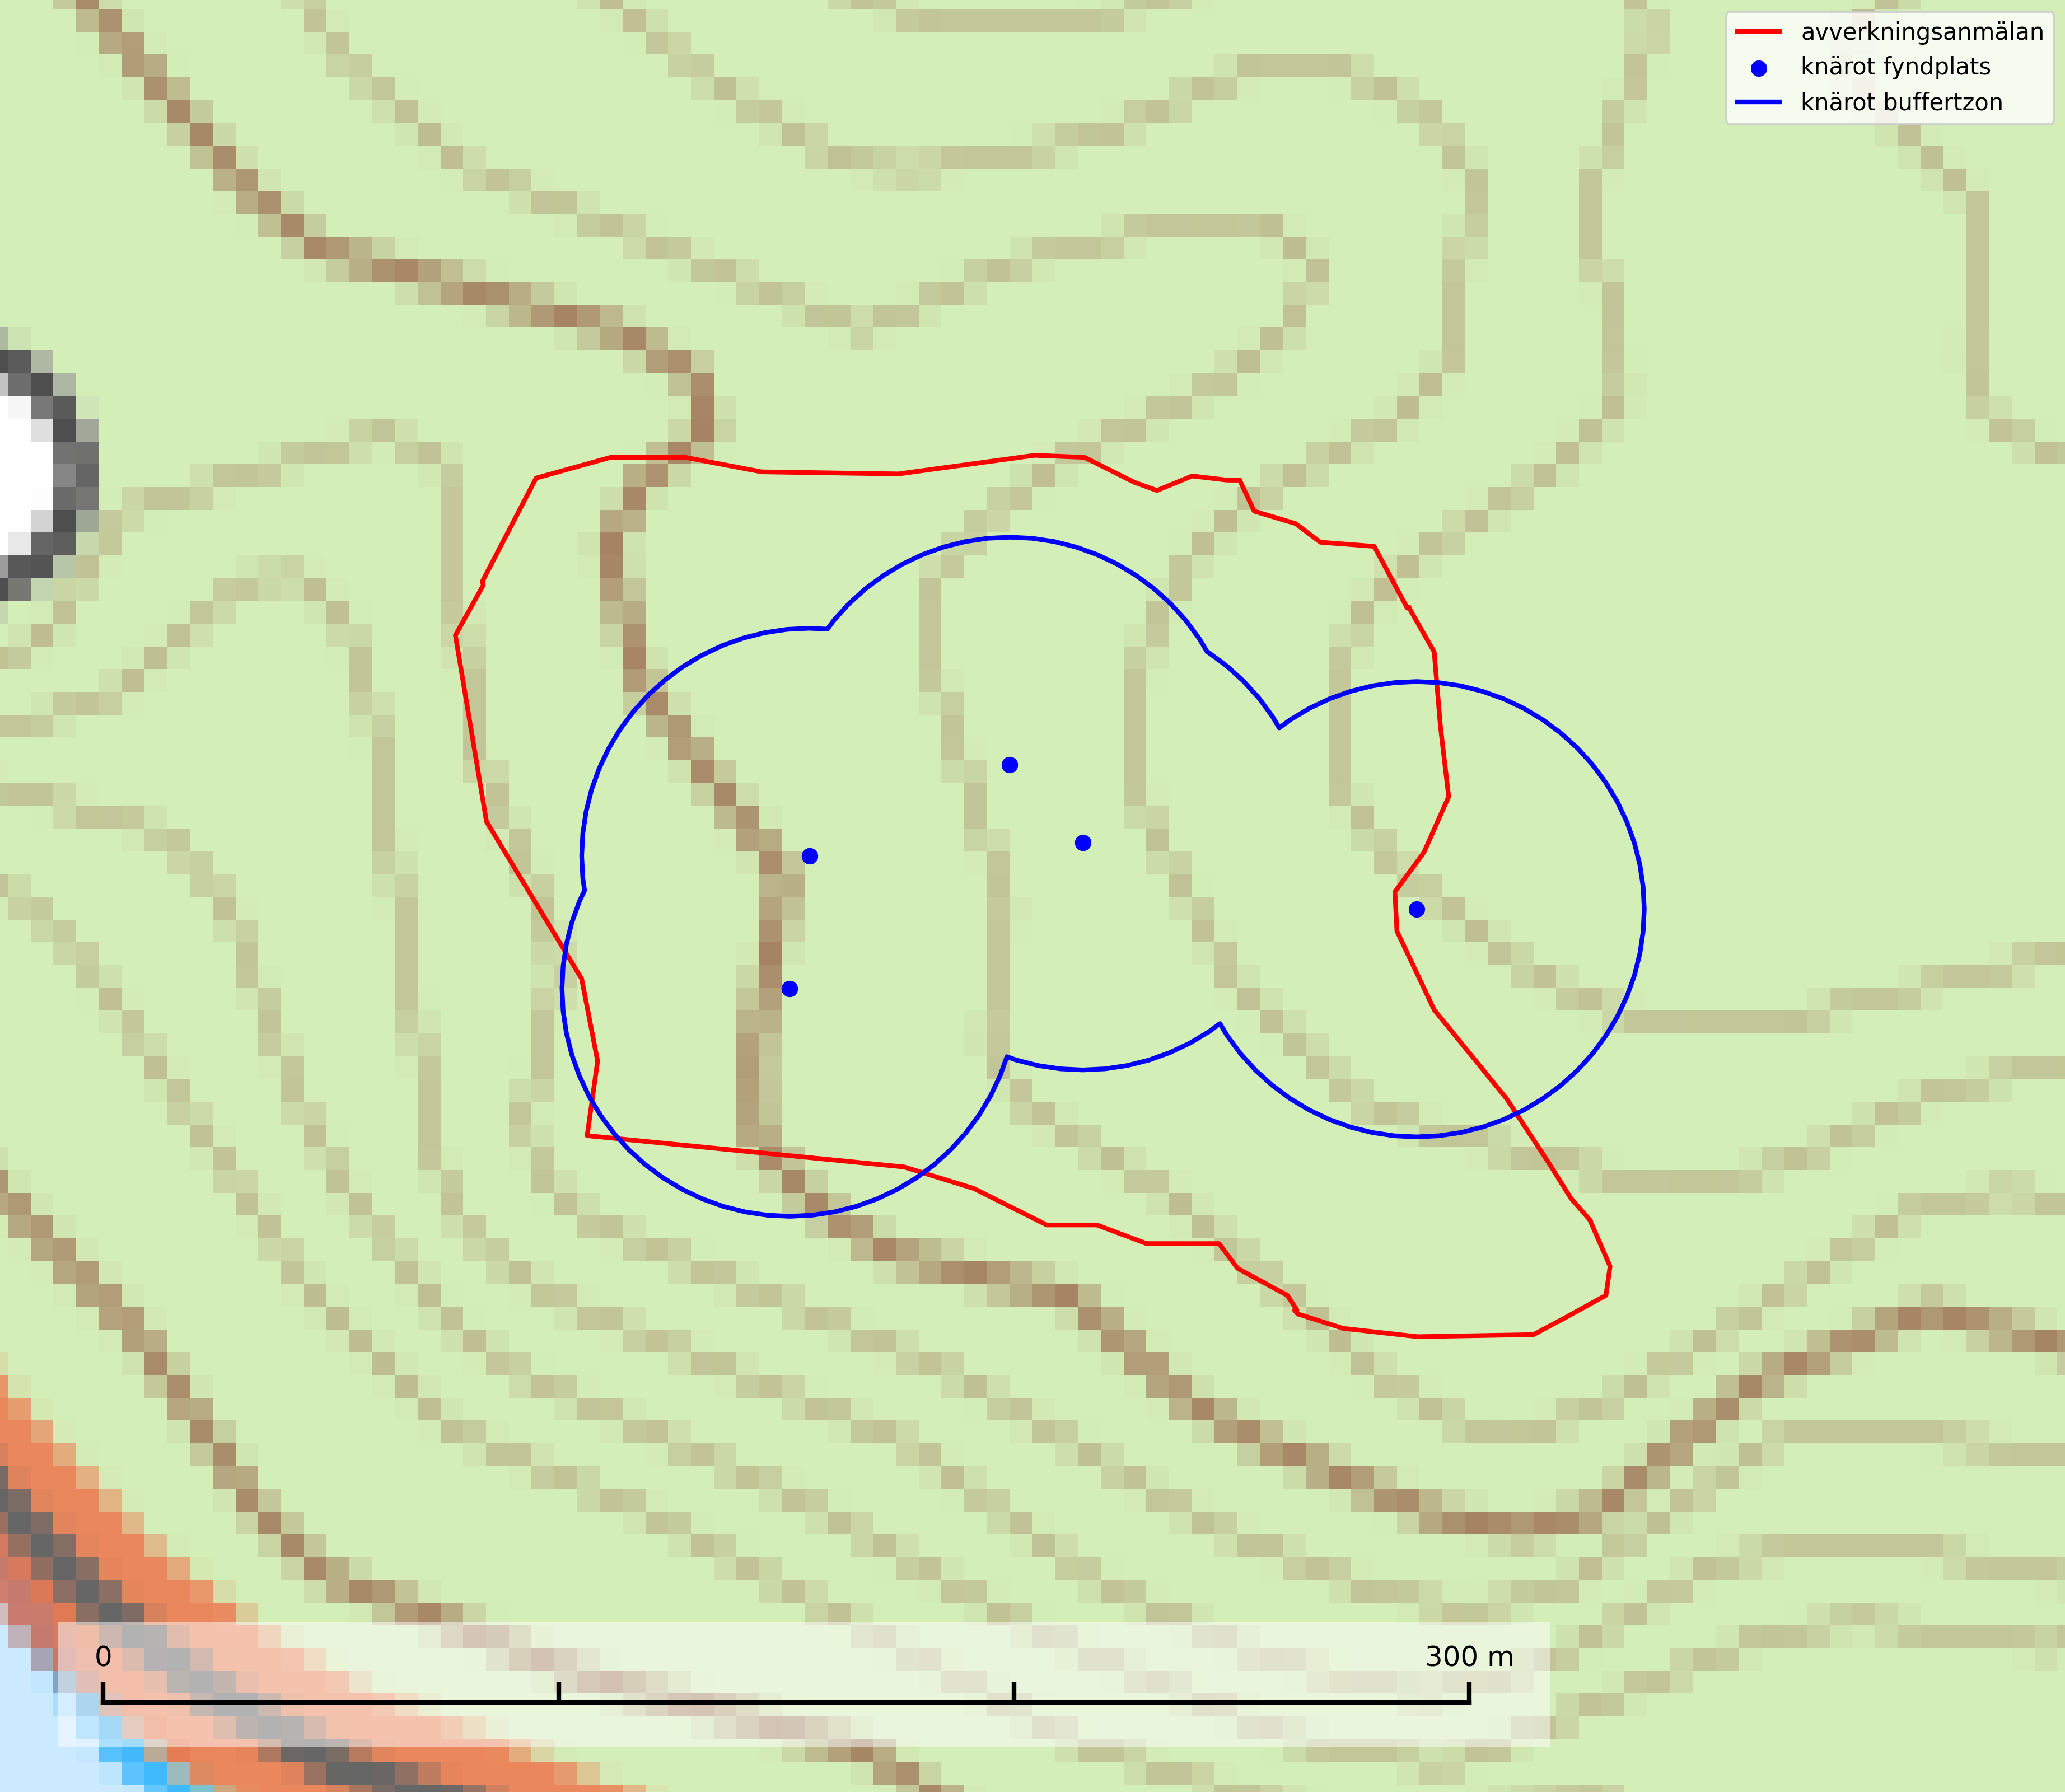 avverkningsanmälan
knärot fyndplats
knärot buffertzon
0 300 m